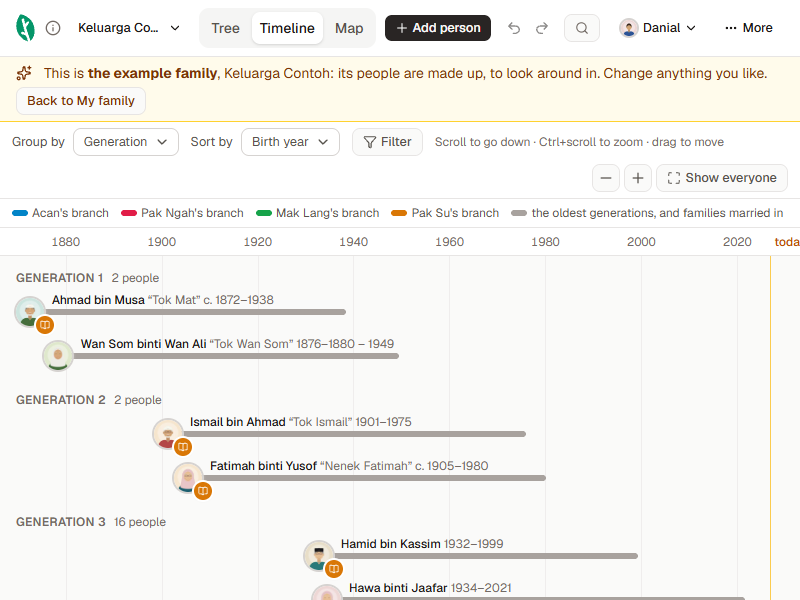 Keluarga Co...
Tree
Timeline
Map
+ Add person
Danial
More
This is the example family, Keluarga Contoh: its people are made up, to look around in. Change anything you like.
Back to My family
Group by
Generation
Sort by
Birth year
Filter
Scroll to go down · Ctrl+scroll to zoom · drag to move
Show everyone
Acan's branch
Pak Ngah's branch
Mak Lang's branch
Pak Su's branch
the oldest generations, and families married in
1880 1900 1920 1940 1960 1980 2000 2020 toda
GENERATION 1 2 people
Ahmad bin Musa “Tok Mat” c. 1872–1938
Wan Som binti Wan Ali “Tok Wan Som” 1876–1880 – 1949
GENERATION 2 2 people
Ismail bin Ahmad “Tok Ismail” 1901–1975
Fatimah binti Yusof “Nenek Fatimah” c. 1905–1980
GENERATION 3 16 people
Hamid bin Kassim 1932–1999
Hawa binti Jaafar 1934–2021